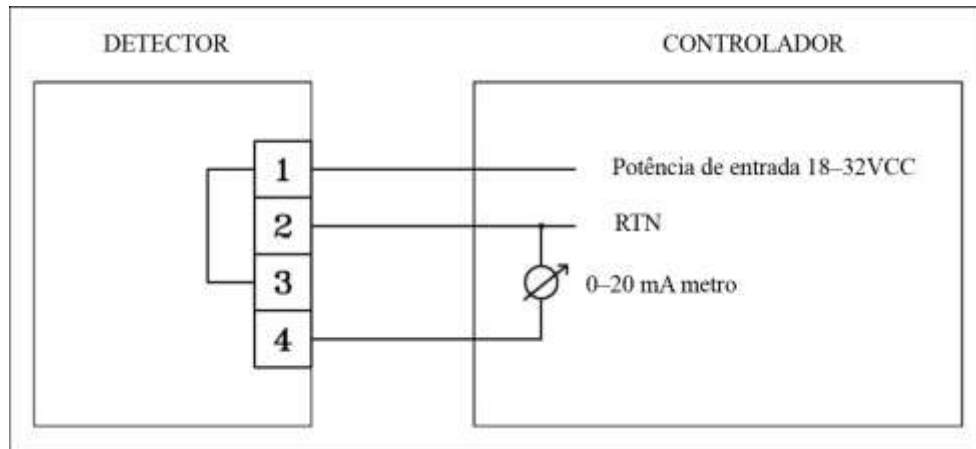 DETECTOR
CONTROLADOR
1
Potência de entrada 18–32VCC
2
RTN
3
0–20 mA metro
4